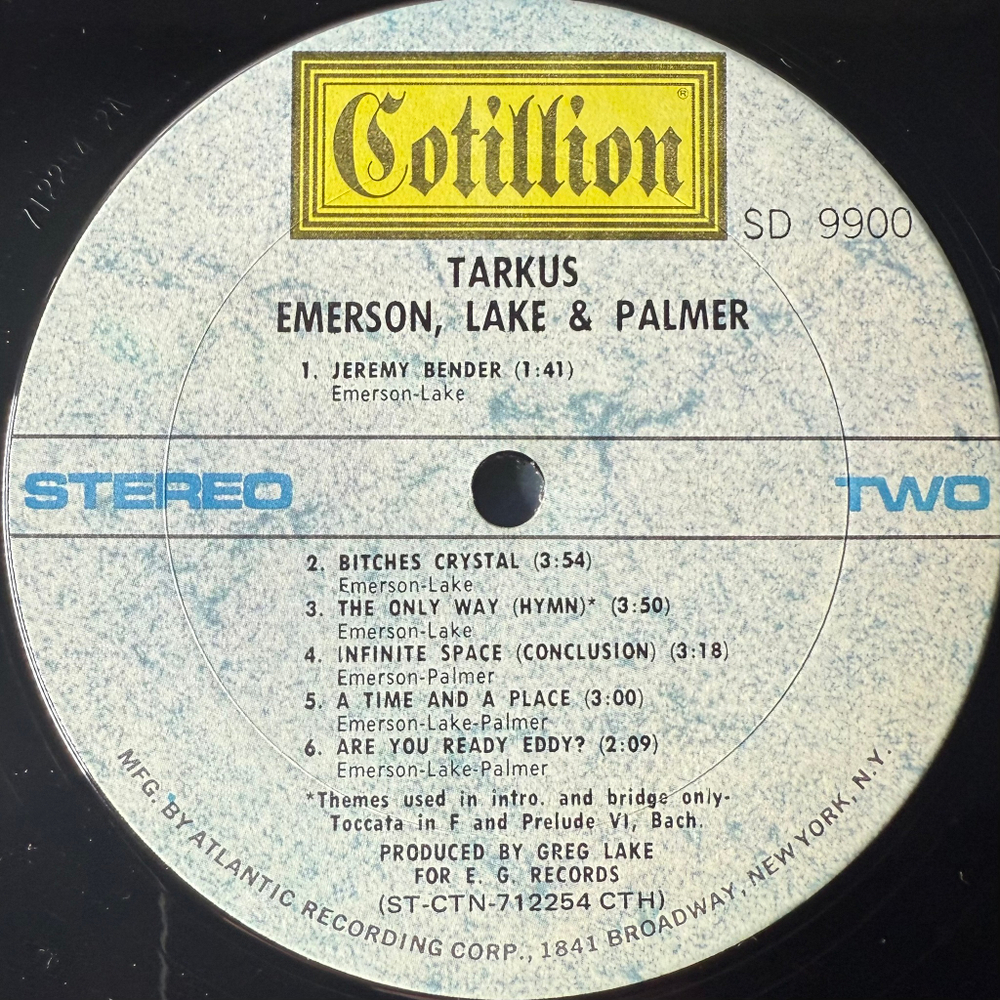 Cotillion®
SD 9900
TARKUS
EMERSON, LAKE & PALMER
1. JEREMY BENDER (1:41)
Emerson-Lake
STEREO
TWO
2. BITCHES CRYSTAL (3:54)
Emerson-Lake
3. THE ONLY WAY (HYMN)* (3:50)
Emerson-Lake
4. INFINITE SPACE (CONCLUSION) (3:18)
Emerson-Palmer
5. A TIME AND A PLACE (3:00)
Emerson-Lake-Palmer
6. ARE YOU READY EDDY? (2:09)
Emerson-Lake-Palmer
*Themes used in intro. and bridge only-
Toccata in F and Prelude VI, Bach.
PRODUCED BY GREG LAKE
FOR E. G. RECORDS
(ST-CTN-712254 CTH)
MFG. BY ATLANTIC RECORDING CORP., 1841 BROADWAY, NEW YORK, N.Y.